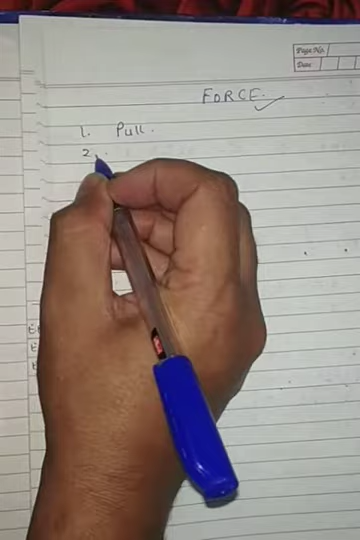 Page No.
Date
FORCE.
1. Pull.
2.